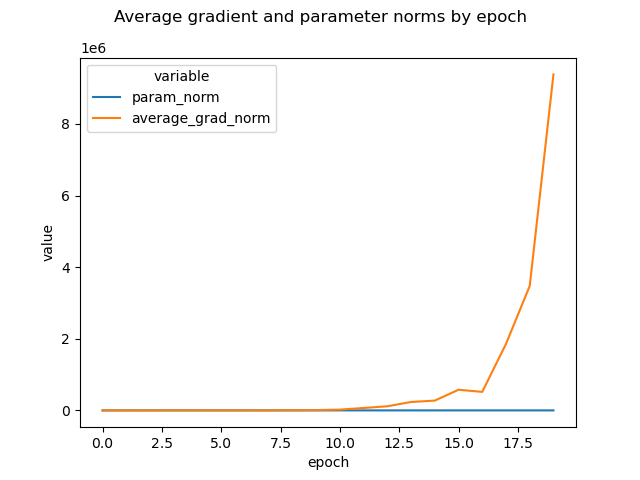 Average gradient and parameter norms by epoch
1e6
variable
param_norm
average_grad_norm
8
6
4
2
0
value
0.0 2.5 5.0 7.5 10.0 12.5 15.0 17.5
epoch